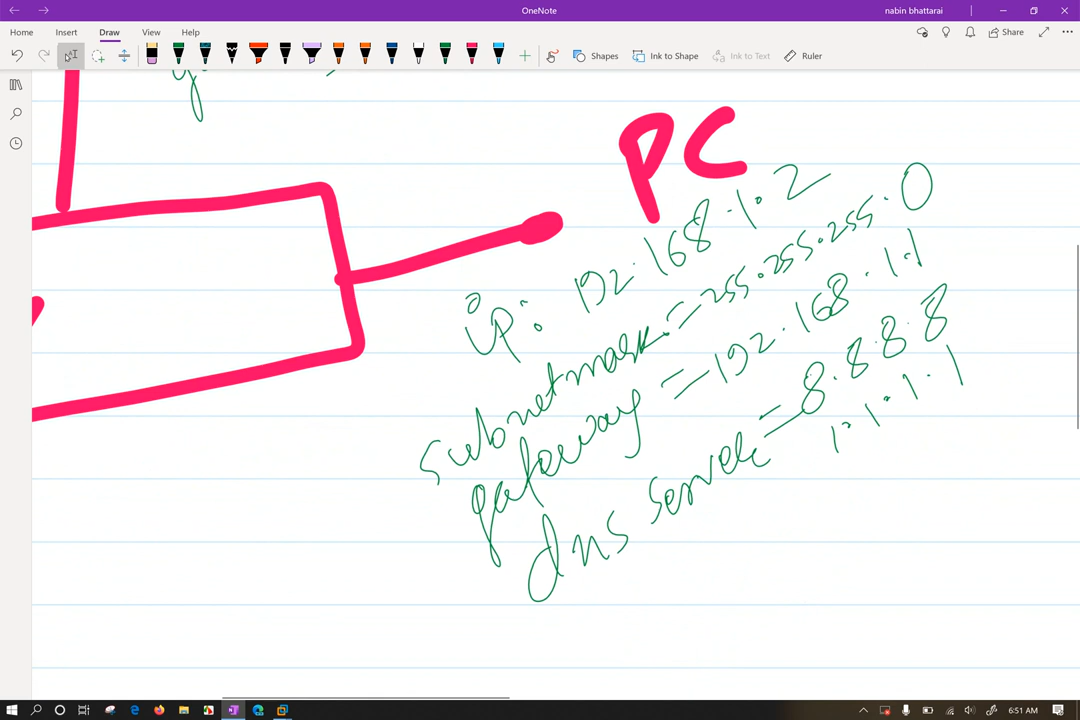 OneNote
nabin bhattarai
Home Insert Draw View Help
Share
Shapes Ink to Shape Ink to Text Ruler
PC
ip: 192.168.1.2
subnetmask = 255.255.255.0
gateway = 192.168.1.1
dns server = 8.8.8.8
1.1.1.1
6:51 AM